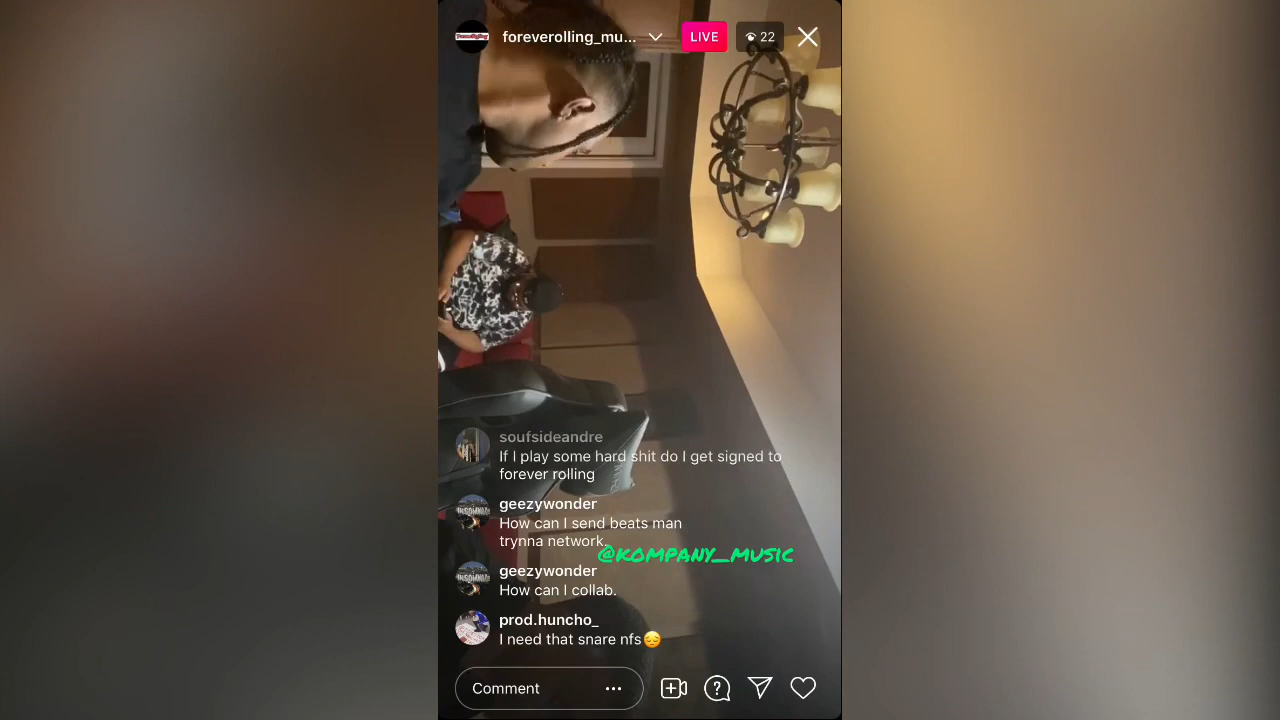 foreverolling_mu...
LIVE
22
soufsideandre
If I play some hard shit do I get signed to
forever rolling
geezywonder
How can I send beats man
trynna network.
@KOMPANY_MUSIC
geezywonder
How can I collab.
prod.huncho_
I need that snare nfs😔
Comment